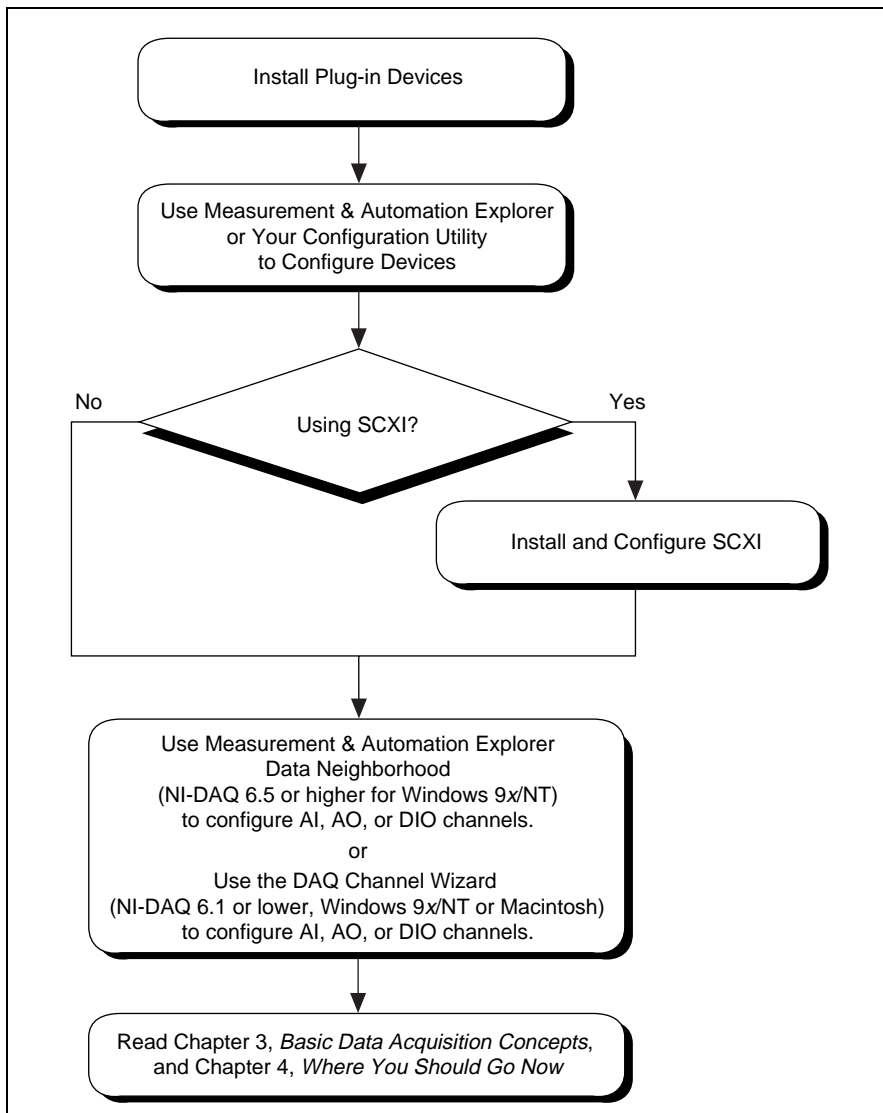 Install Plug-in Devices
Use Measurement & Automation Explorer
or Your Configuration Utility
to Configure Devices
No
Using SCXI?
Yes
Install and Configure SCXI
Use Measurement & Automation Explorer
Data Neighborhood
(NI-DAQ 6.5 or higher for Windows 9x/NT)
to configure AI, AO, or DIO channels.
or
Use the DAQ Channel Wizard
(NI-DAQ 6.1 or lower, Windows 9x/NT or Macintosh)
to configure AI, AO, or DIO channels.
Read Chapter 3, Basic Data Acquisition Concepts,
and Chapter 4, Where You Should Go Now